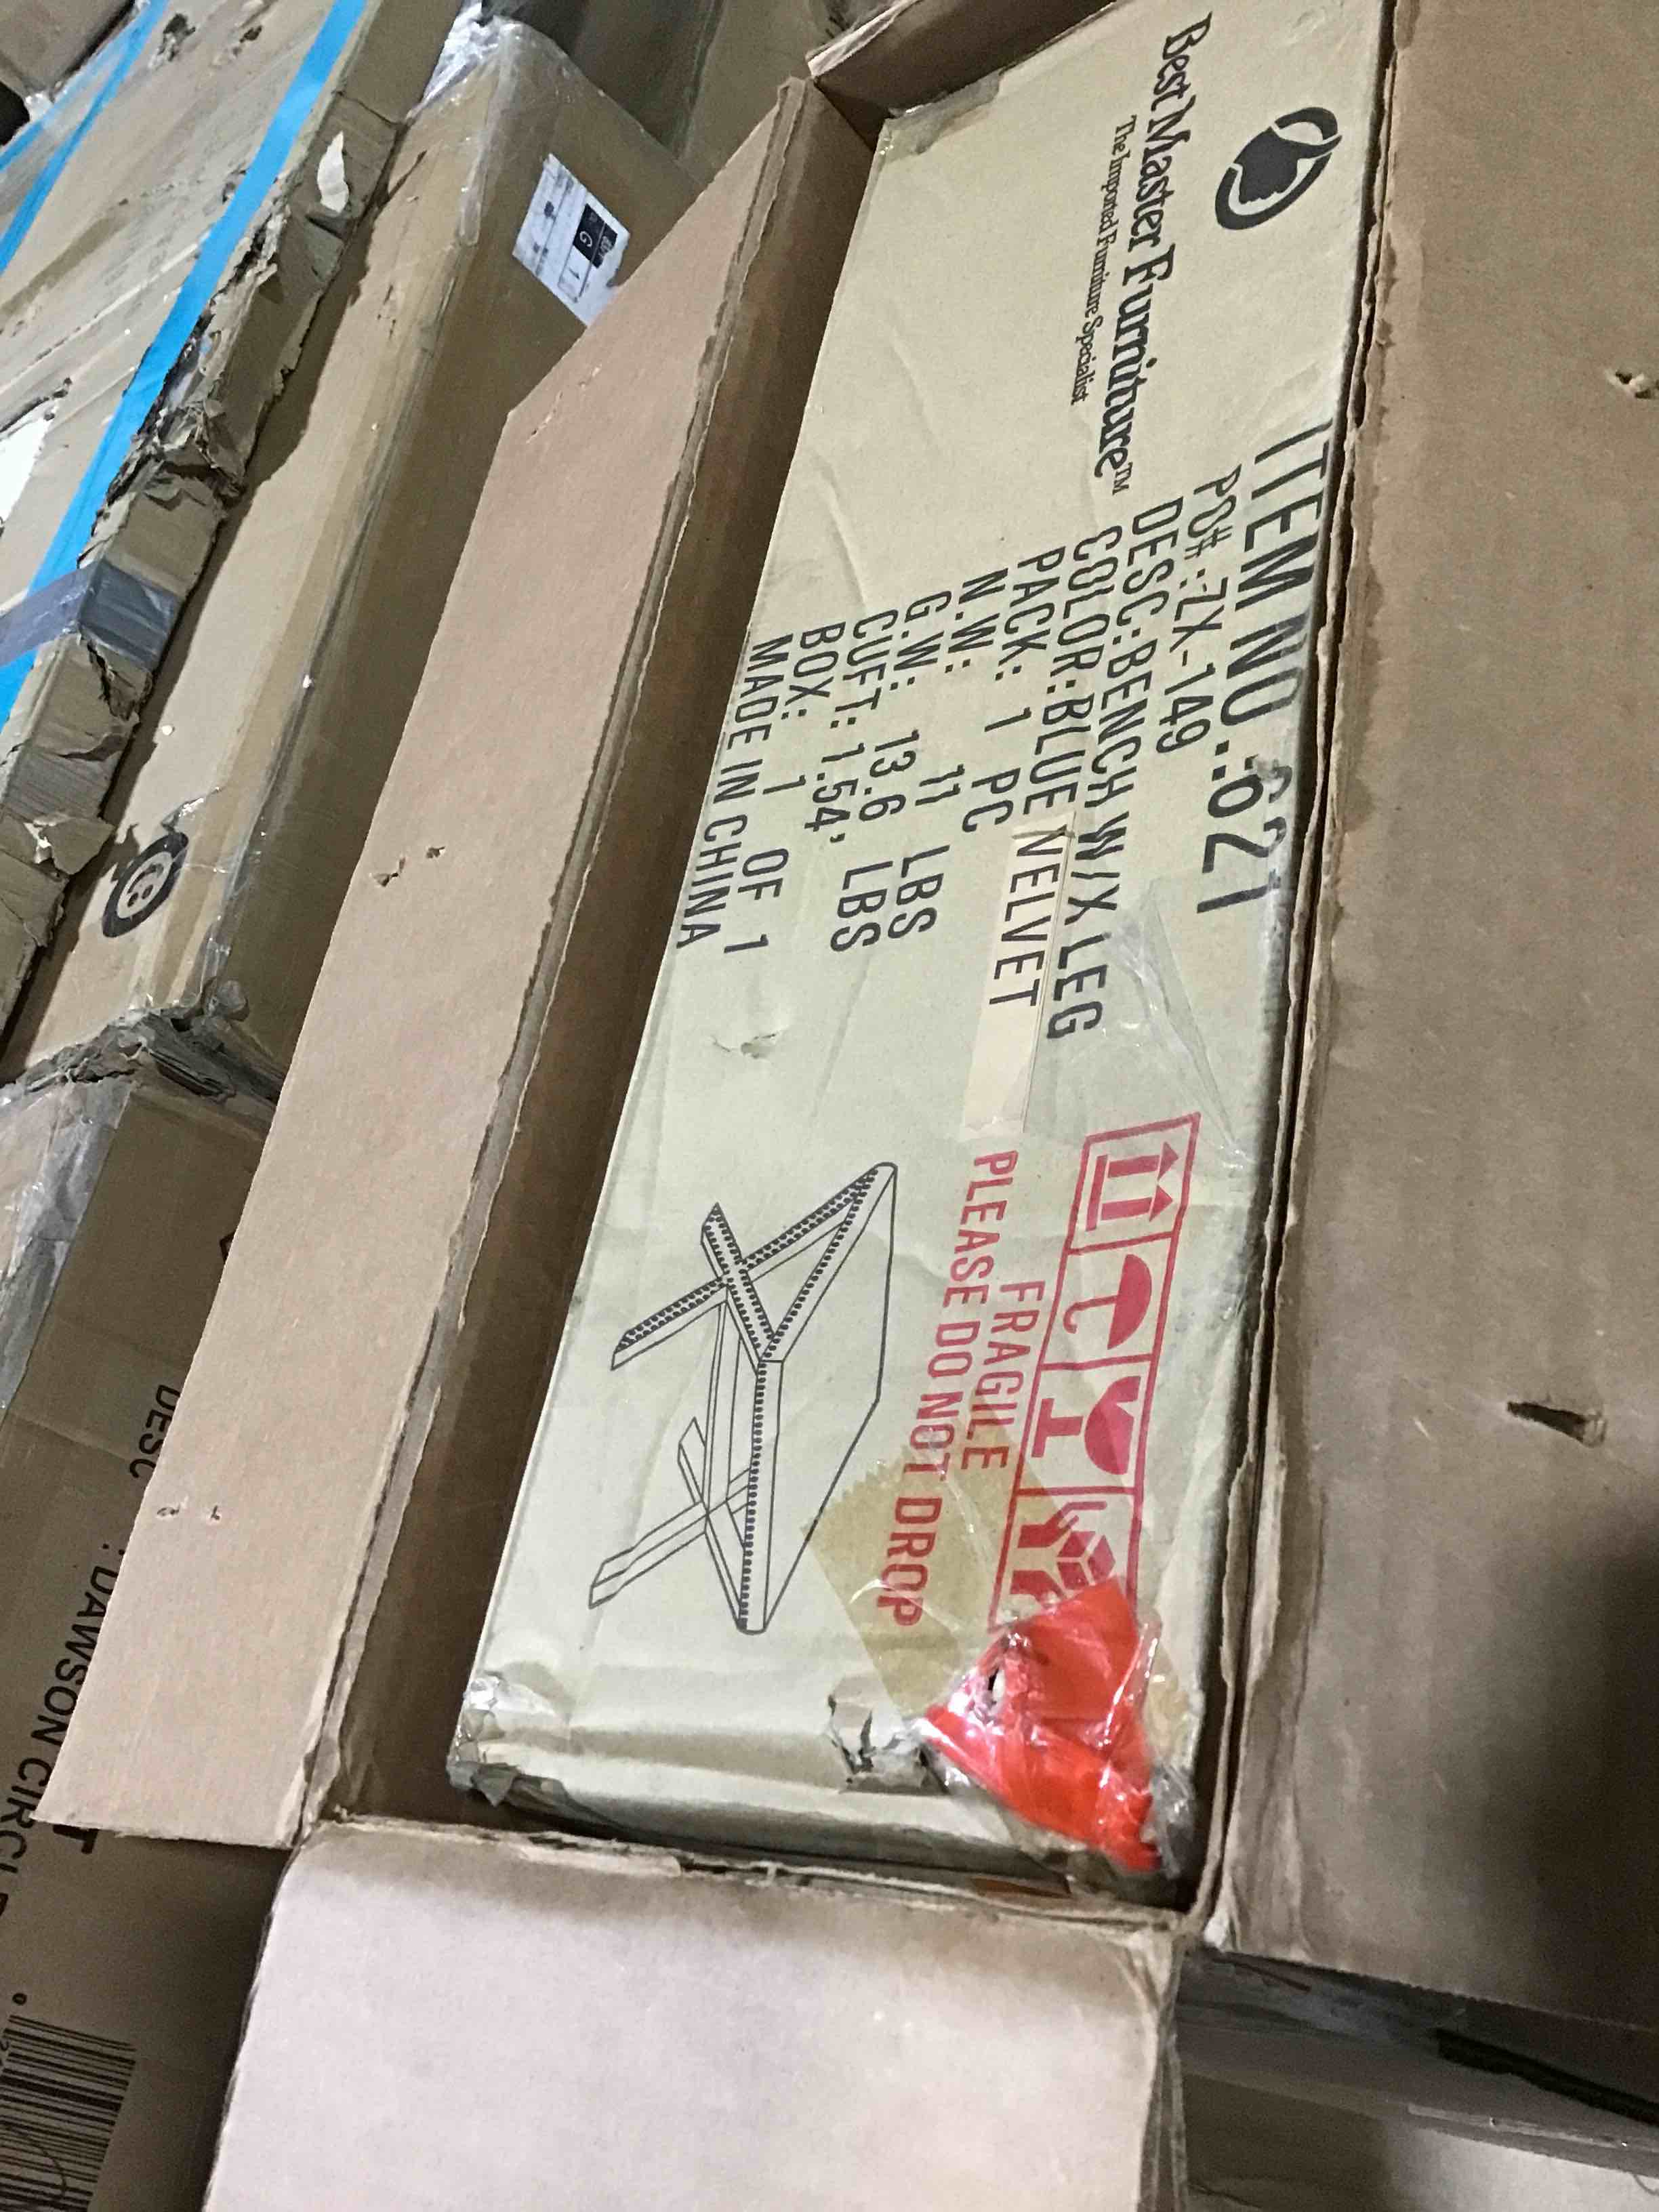 Best Master Furniture™
The Imported Furniture Specialist
ITEM NO.:621
PO#:ZX-149
DESC:BENCH W/X LEG
COLOR:BLUE VELVET
PACK: 1 PC
N.W: 11 LBS
G.W: 13.6 LBS
CUFT: 1.54,
BOX: 1 OF 1
MADE IN CHINA
FRAGILE
PLEASE DO NOT DROP
DESC : DAWSON
G
1